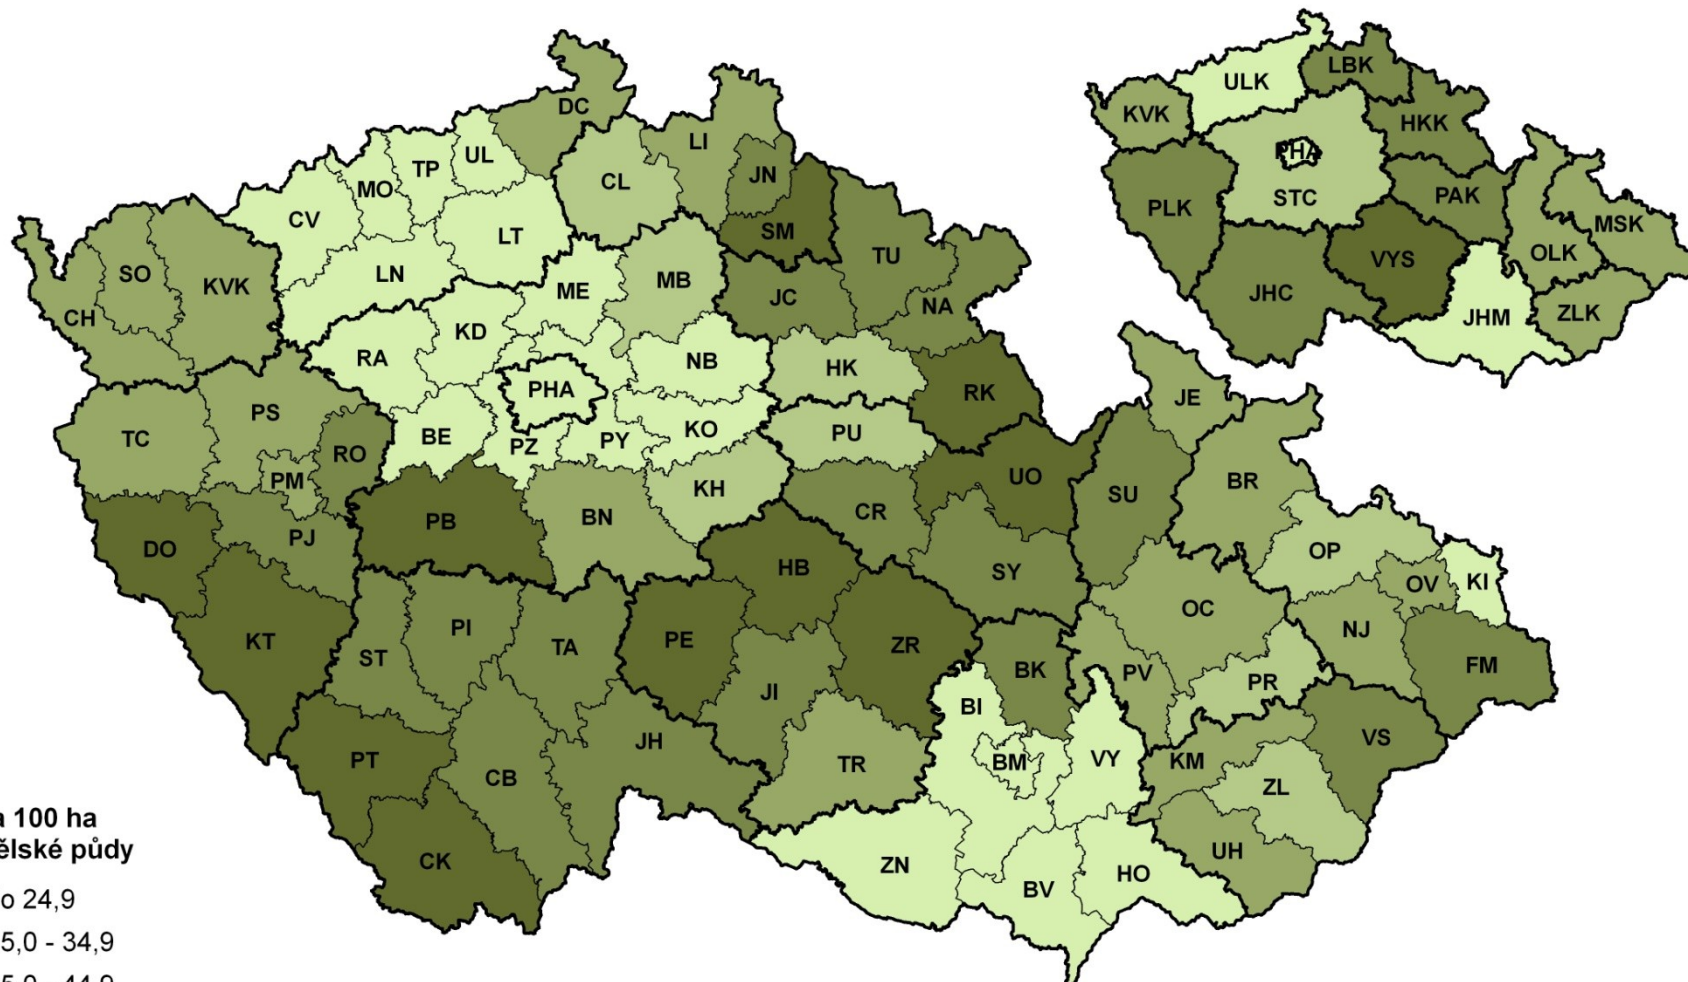 DC
LI
UL
TP
JN
MO
CL
CV
SM
LT
TU
SO
LN
MB
KVK
ME
JC
NA
CH
KD
RA
NB
HK
PHA
RK
PS
KO
PU
TC
BE
PZ
PY
RO
PM
KH
UO
JE
BR
SU
PB
BN
CR
DO
PJ
OP
HB
SY
OV
KI
OC
KT
PI
ST
TA
PE
ZR
NJ
FM
BK
PV
PR
JI
BI
VS
PT
JH
TR
BM
VY
KM
CB
ZL
CK
ZN
BV
HO
UH
ULK
LBK
KVK
HKK
PHA
STC
PAK
PLK
MSK
OLK
VYS
JHC
JHM
ZLK
a 100 ha
ělské půdy
o 24,9
5,0 - 34,9
5,0 - 44,9